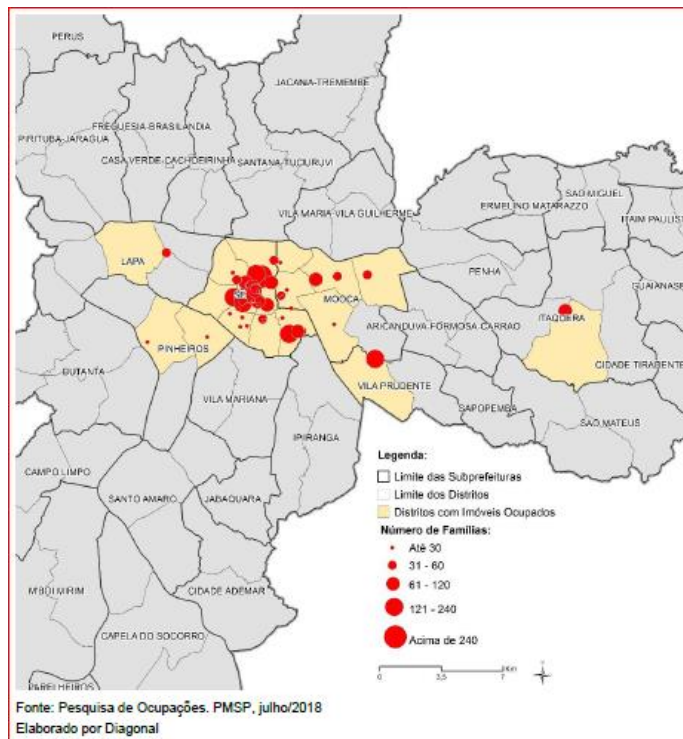 PERUS
JACANA-TREMEMBE
FREGUESIA-BRASILANDIA
PIRITUBA-JARAGUA
CASA VERDE-CACHOEIRINHA
SANTANA-TUCURUVI
SAO MIGUEL
ERMELINO MATARAZZO
VILA MARIA-VILA GUILHERME
ITAIM PAULIST
LAPA
PENHA
GUAIANASE
MOOCA
ARICANDUVA-FORMOSA-CARRAO
ITAQUERA
PINHEIROS
CIDADE TIRADENTE
BUTANTA
VILA PRUDENTE
VILA MARIANA
SAPOPEMBA
SAO MATEUS
IPIRANGA
CAMPO LIMPO
SANTO AMARO
JABAQUARA
CIDADE ADEMAR
M'BOI MIRIM
CAPELA DO SOCORRO
PARELHEIROS
Legenda:
Limite das Subprefeituras
Limite dos Distritos
Distritos com Imóveis Ocupados
Número de Famílias:
Até 30
31 - 60
61 - 120
121 - 240
Acima de 240
0 3,5 7 Km
Fonte: Pesquisa de Ocupações. PMSP, julho/2018
Elaborado por Diagonal